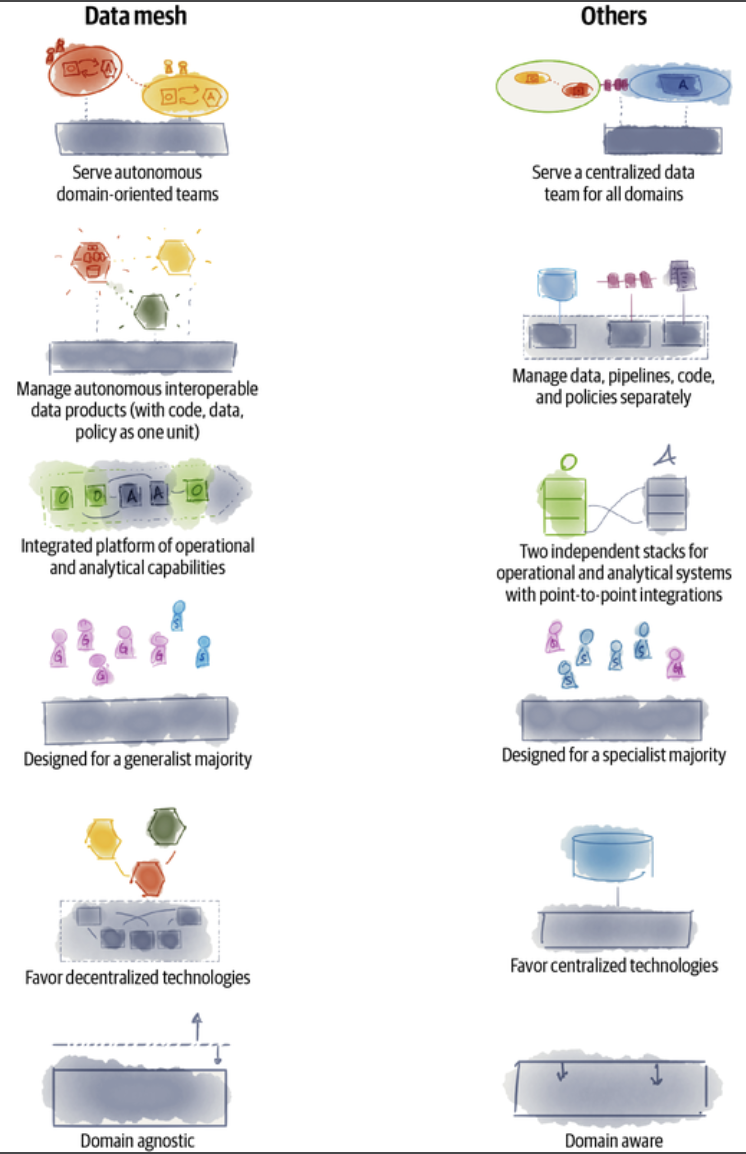 Data mesh
Others
O
A
O
A
O
O
A
Serve autonomous
domain-oriented teams
Serve a centralized data
team for all domains
Manage autonomous interoperable
data products (with code, data,
policy as one unit)
Manage data, pipelines, code,
and policies separately
O
O
A
A
O
O
A
Integrated platform of operational
and analytical capabilities
Two independent stacks for
operational and analytical systems
with point-to-point integrations
G
G
G
G
G
S
S
G
S
S
S
S
G
Designed for a generalist majority
Designed for a specialist majority
Favor decentralized technologies
Favor centralized technologies
Domain agnostic
Domain aware